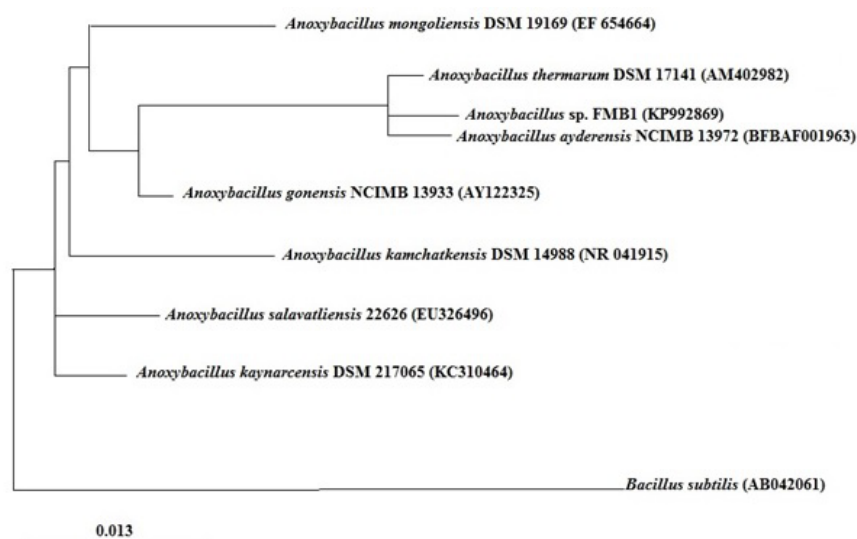 Anoxybacillus mongoliensis DSM 19169 (EF 654664)
Anoxybacillus thermarum DSM 17141 (AM402982)
Anoxybacillus sp. FMB1 (KP992869)
Anoxybacillus ayderensis NCIMB 13972 (BFBAF001963)
Anoxybacillus gonensis NCIMB 13933 (AY122325)
Anoxybacillus kamchatkensis DSM 14988 (NR 041915)
Anoxybacillus salavatliensis 22626 (EU326496)
Anoxybacillus kaynarcensis DSM 217065 (KC310464)
Bacillus subtilis (AB042061)
0.013